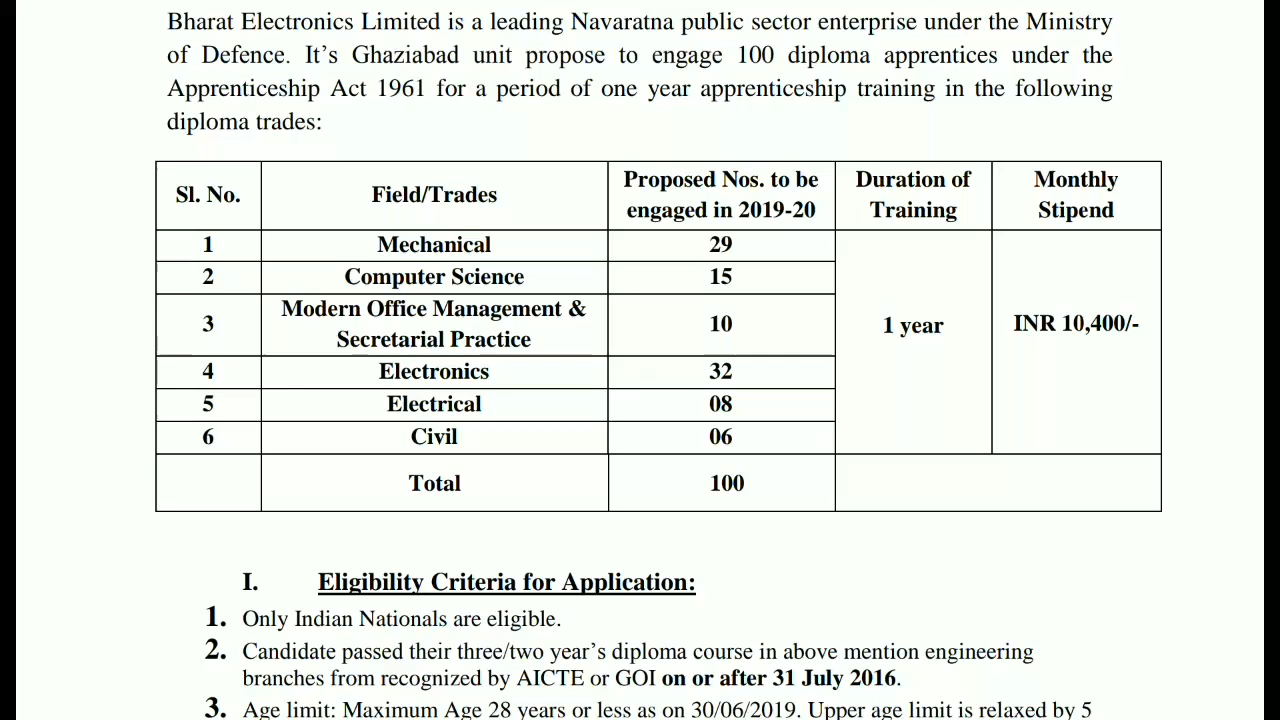 Bharat Electronics Limited is a leading Navaratna public sector enterprise under the Ministry
of Defence. It's Ghaziabad unit propose to engage 100 diploma apprentices under the
Apprenticeship Act 1961 for a period of one year apprenticeship training in the following
diploma trades:
Sl. No. Field/Trades Proposed Nos. to be engaged in 2019-20 Duration of Training Monthly Stipend
1 Mechanical 29
2 Computer Science 15
3 Modern Office Management & Secretarial Practice 10 1 year INR 10,400/-
4 Electronics 32
5 Electrical 08
6 Civil 06
Total 100
I. Eligibility Criteria for Application:
1. Only Indian Nationals are eligible.
2. Candidate passed their three/two year's diploma course in above mention engineering
branches from recognized by AICTE or GOI on or after 31 July 2016.
3. Age limit: Maximum Age 28 years or less as on 30/06/2019. Upper age limit is relaxed by 5